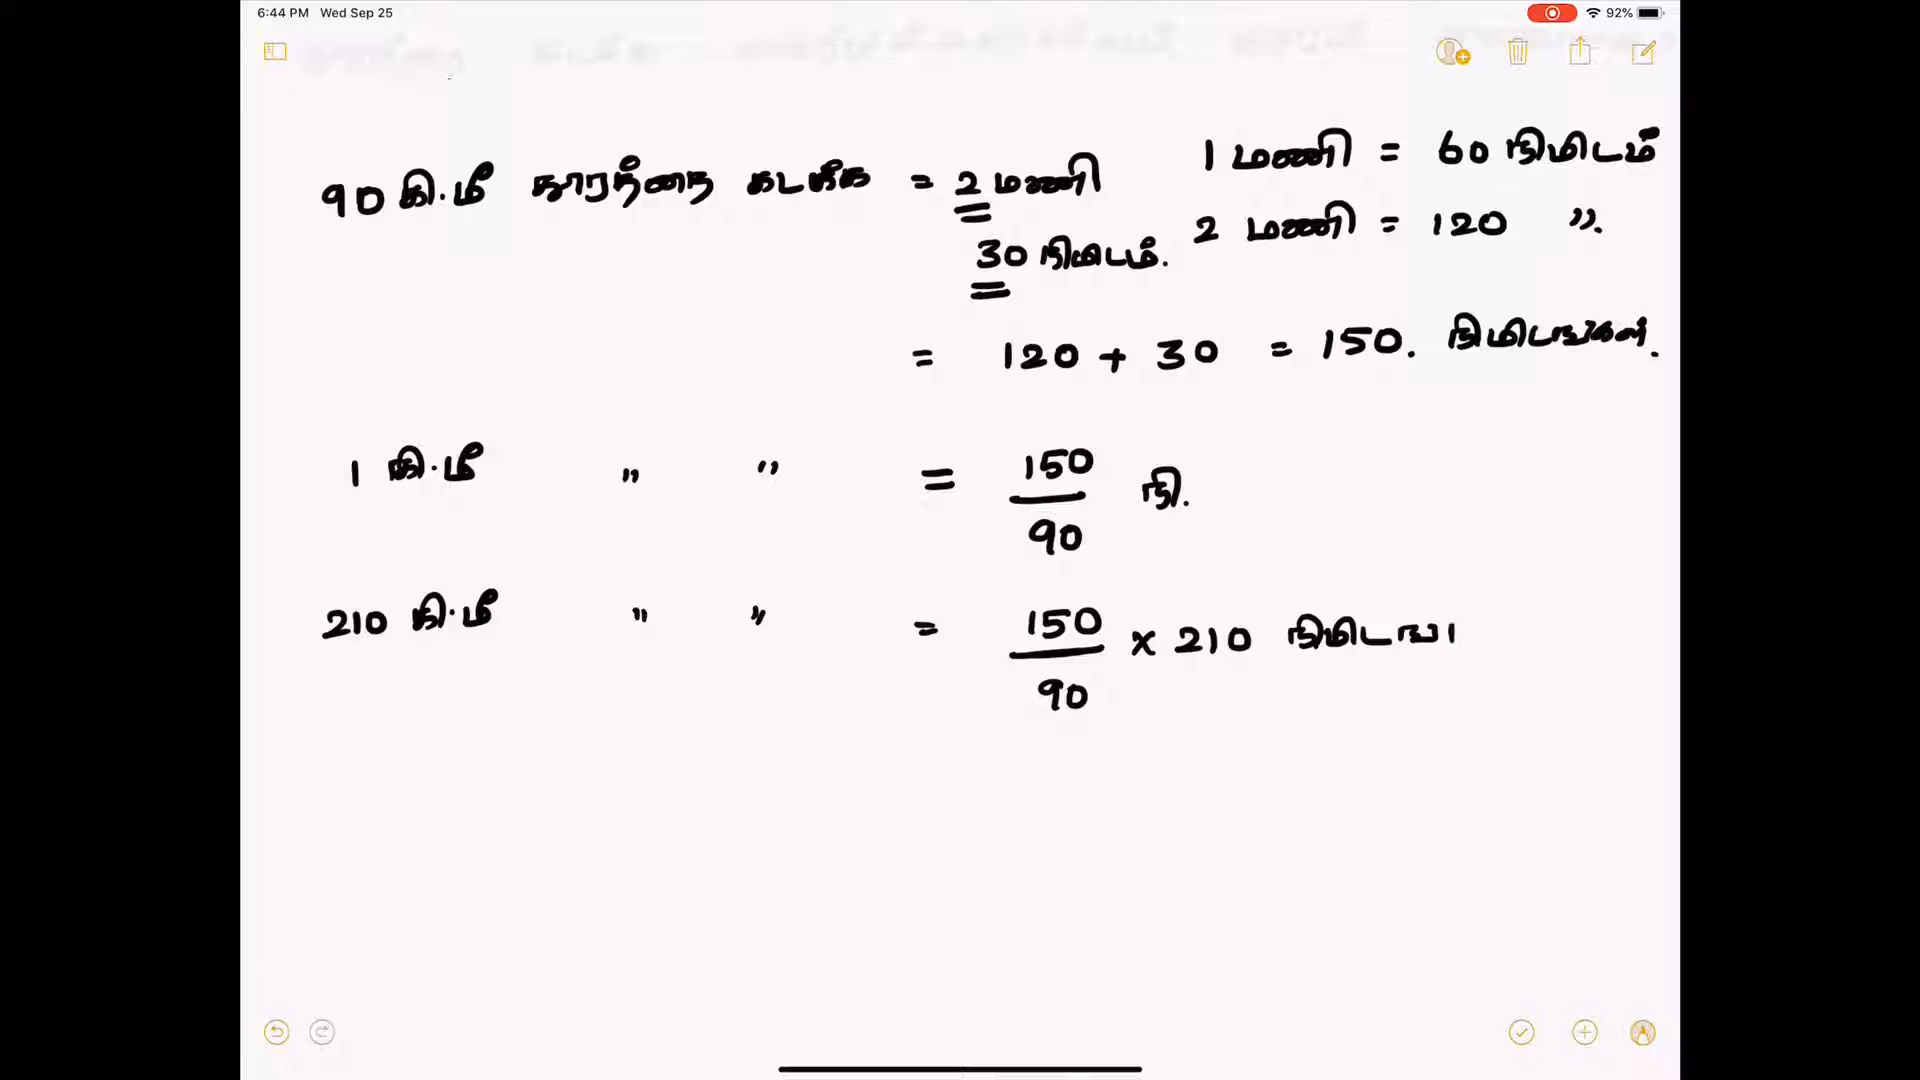 6:44 PM Wed Sep 25 92%
90 கி.மீ தூரத்தை கடக்க = 2 மணி
30 நிமிடம்.
1 மணி = 60 நிமிடம்
2 மணி = 120 ".
= 120 + 30 = 150. நிமிடங்கள்.
1 கி.மீ " " = 150/90 நி.
210 கி.மீ " " = 150/90 x 210 நிமிடங